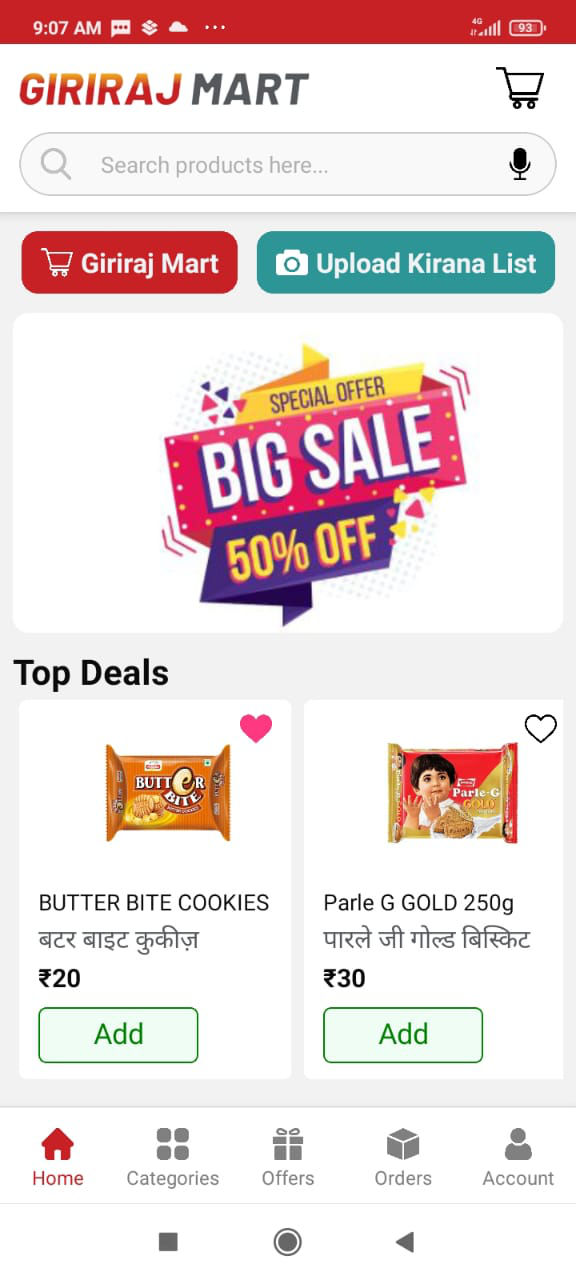 9:07 AM
4G
93
GIRIRAJ MART
Search products here...
Giriraj Mart
Upload Kirana List
SPECIAL OFFER
BIG SALE
50% OFF
Top Deals
BUTTER
BITE
Parle-G
GOLD
BUTTER BITE COOKIES
Parle G GOLD 250g
बटर बाइट कुकीज़
पारले जी गोल्ड बिस्किट
₹20
₹30
Add
Add
Home
Categories
Offers
Orders
Account